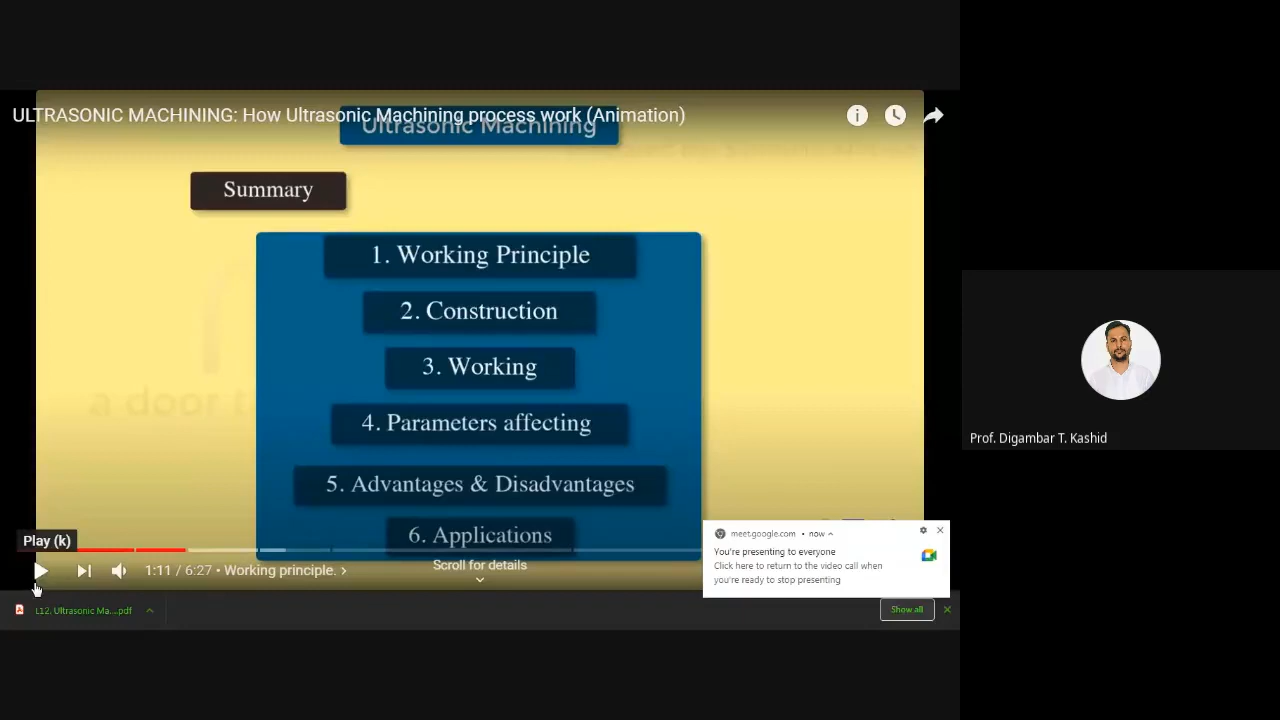 ULTRASONIC MACHINING: How Ultrasonic Machining process work (Animation)
Ultrasonic Machining
Summary
1. Working Principle
2. Construction
3. Working
4. Parameters affecting
5. Advantages & Disadvantages
6. Applications
a door t
Play (k)
1:11 / 6:27 • Working principle. ›
Scroll for details
meet.google.com • now
You're presenting to everyone
Click here to return to the video call when
you're ready to stop presenting
L12. Ultrasonic Ma....pdf
Show all
Prof. Digambar T. Kashid